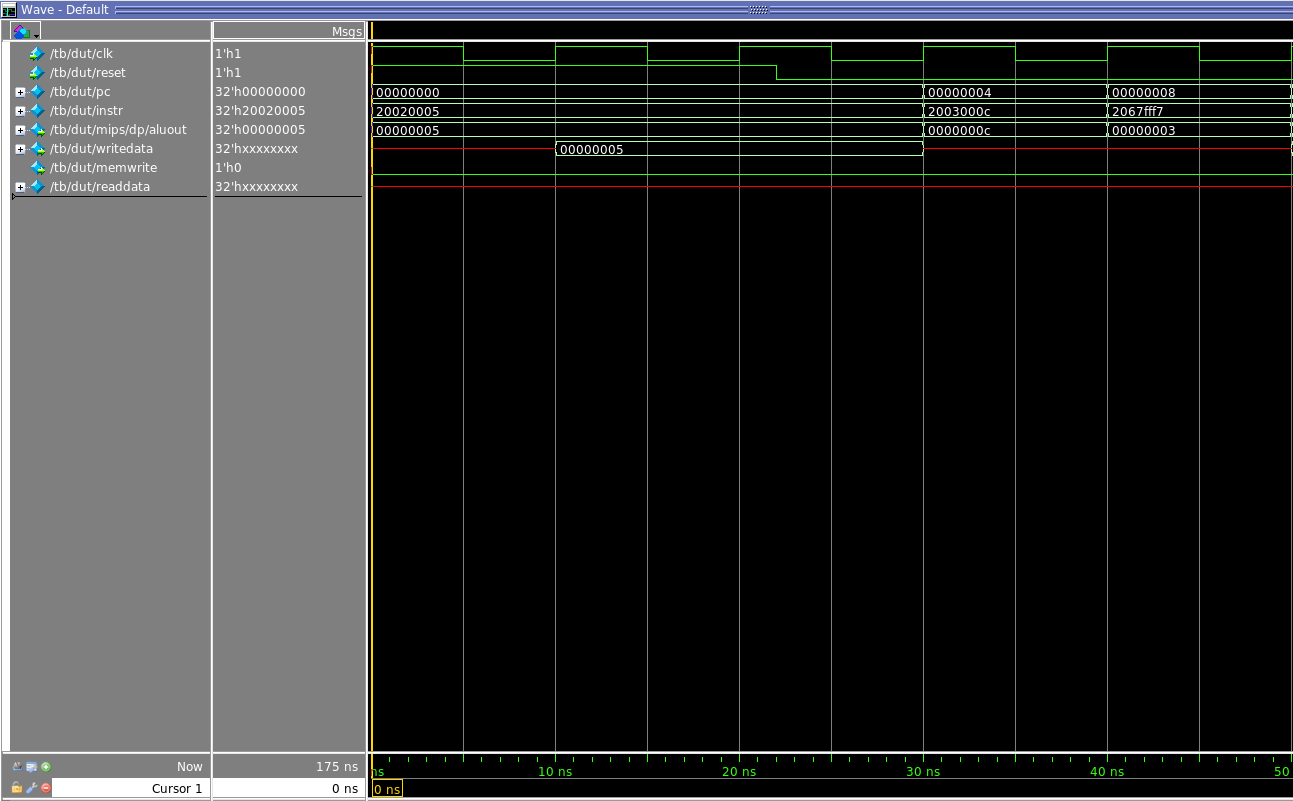 Wave - Default
Msgs
/tb/dut/clk 1'h1
/tb/dut/reset 1'h1
/tb/dut/pc 32'h00000000 00000000 00000004 00000008
/tb/dut/instr 32'h20020005 20020005 2003000c 2067fff7
/tb/dut/mips/dp/aluout 32'h00000005 00000005 0000000c 00000003
/tb/dut/writedata 32'hxxxxxxxx 00000005
/tb/dut/memwrite 1'h0
/tb/dut/readdata 32'hxxxxxxxx
Now 175 ns ns 10 ns 20 ns 30 ns 40 ns 50
Cursor 1 0 ns 0 ns